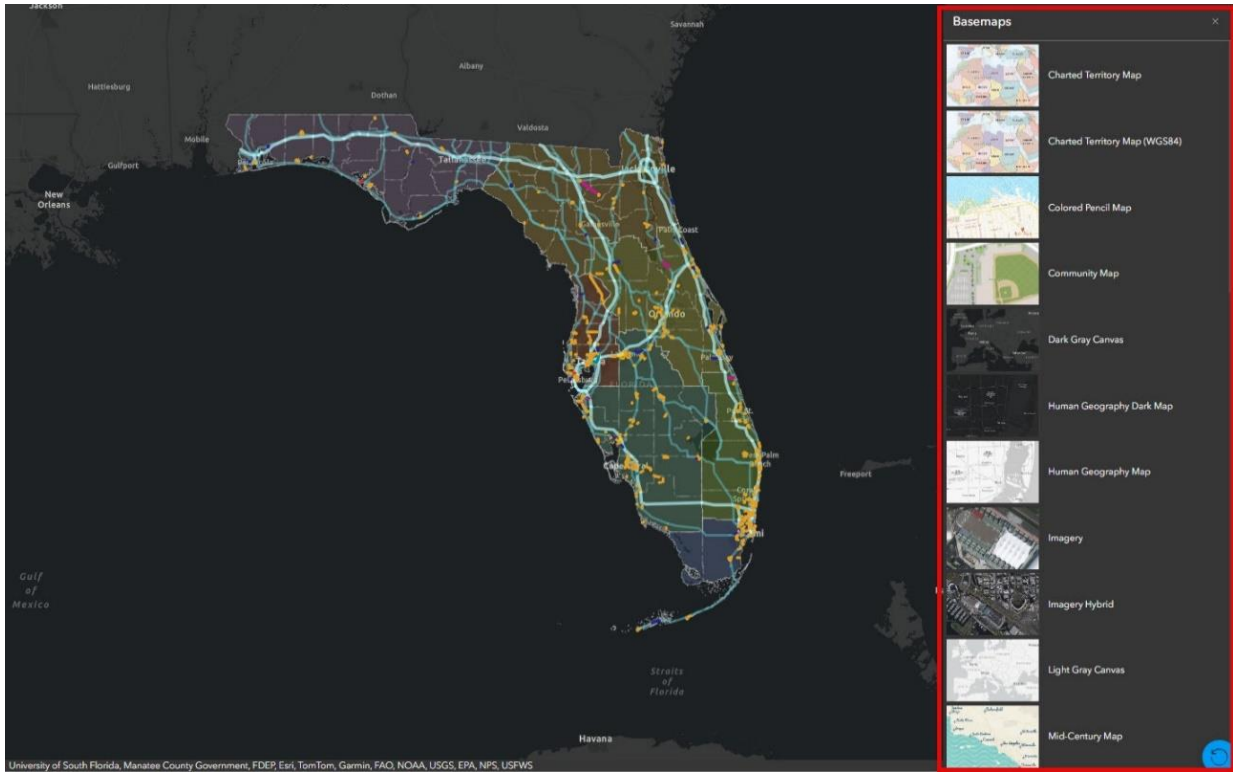 Jackson
Savannah
Albany
Hattiesburg
Dothan
Valdosta
Mobile
Gulfport
New
Orleans
Palm Coast
Orlando
FLORIDA
Freeport
Gulf
of
Mexico
Straits
of
Florida
Havana
University of South Florida, Manatee County Government, FDEP, Esri, TomTom, Garmin, FAO, NOAA, USGS, EPA, NPS, USFWS
Basemaps
Charted Territory Map
Charted Territory Map (WGS84)
Colored Pencil Map
Community Map
Dark Gray Canvas
Human Geography Dark Map
Human Geography Map
Imagery
Imagery Hybrid
Light Gray Canvas
Mid-Century Map